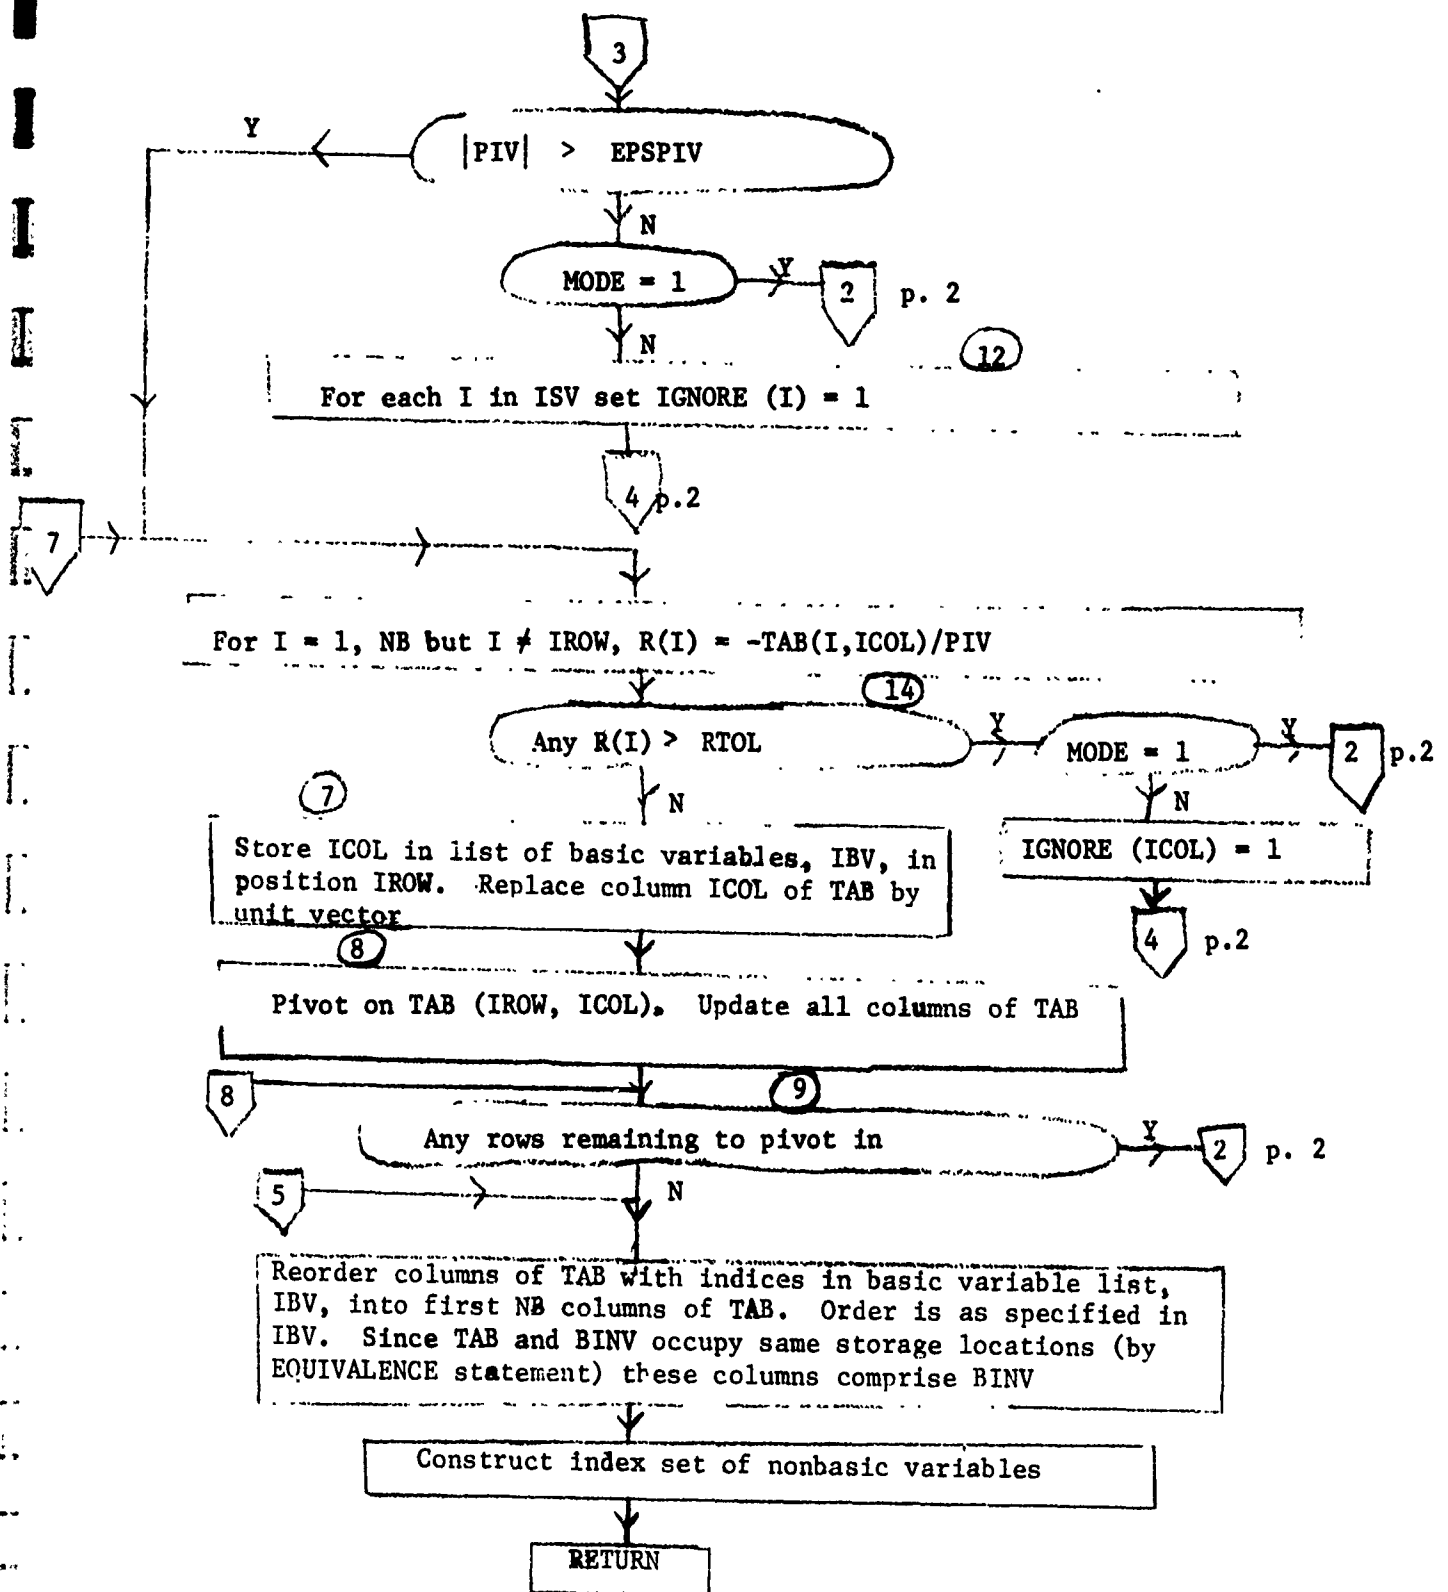 3
Y
|PIV| > EPSPIV
N
MODE = 1
Y
2
p. 2
N
12
For each I in ISV set IGNORE (I) = 1
4
p.2
7
For I = 1, NB but I ≠ IROW, R(I) = -TAB(I,ICOL)/PIV
14
Any R(I) > RTOL
Y
MODE = 1
Y
2
p.2
N
N
7
Store ICOL in list of basic variables, IBV, in
position IROW. Replace column ICOL of TAB by
unit vector
IGNORE (ICOL) = 1
4
p.2
8
Pivot on TAB (IROW, ICOL). Update all columns of TAB
8
9
Any rows remaining to pivot in
Y
2
p. 2
5
N
Reorder columns of TAB with indices in basic variable list,
IBV, into first NB columns of TAB. Order is as specified in
IBV. Since TAB and BINV occupy same storage locations (by
EQUIVALENCE statement) these columns comprise BINV
Construct index set of nonbasic variables
RETURN